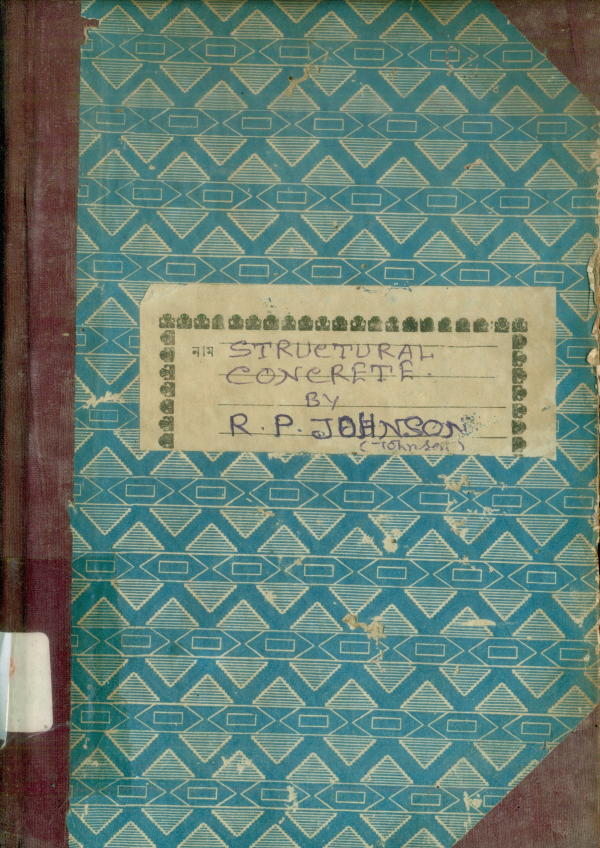 নাম STRUCTURAL
CONCRETE.
BY
R. P. JOHNSON
(Johnson)